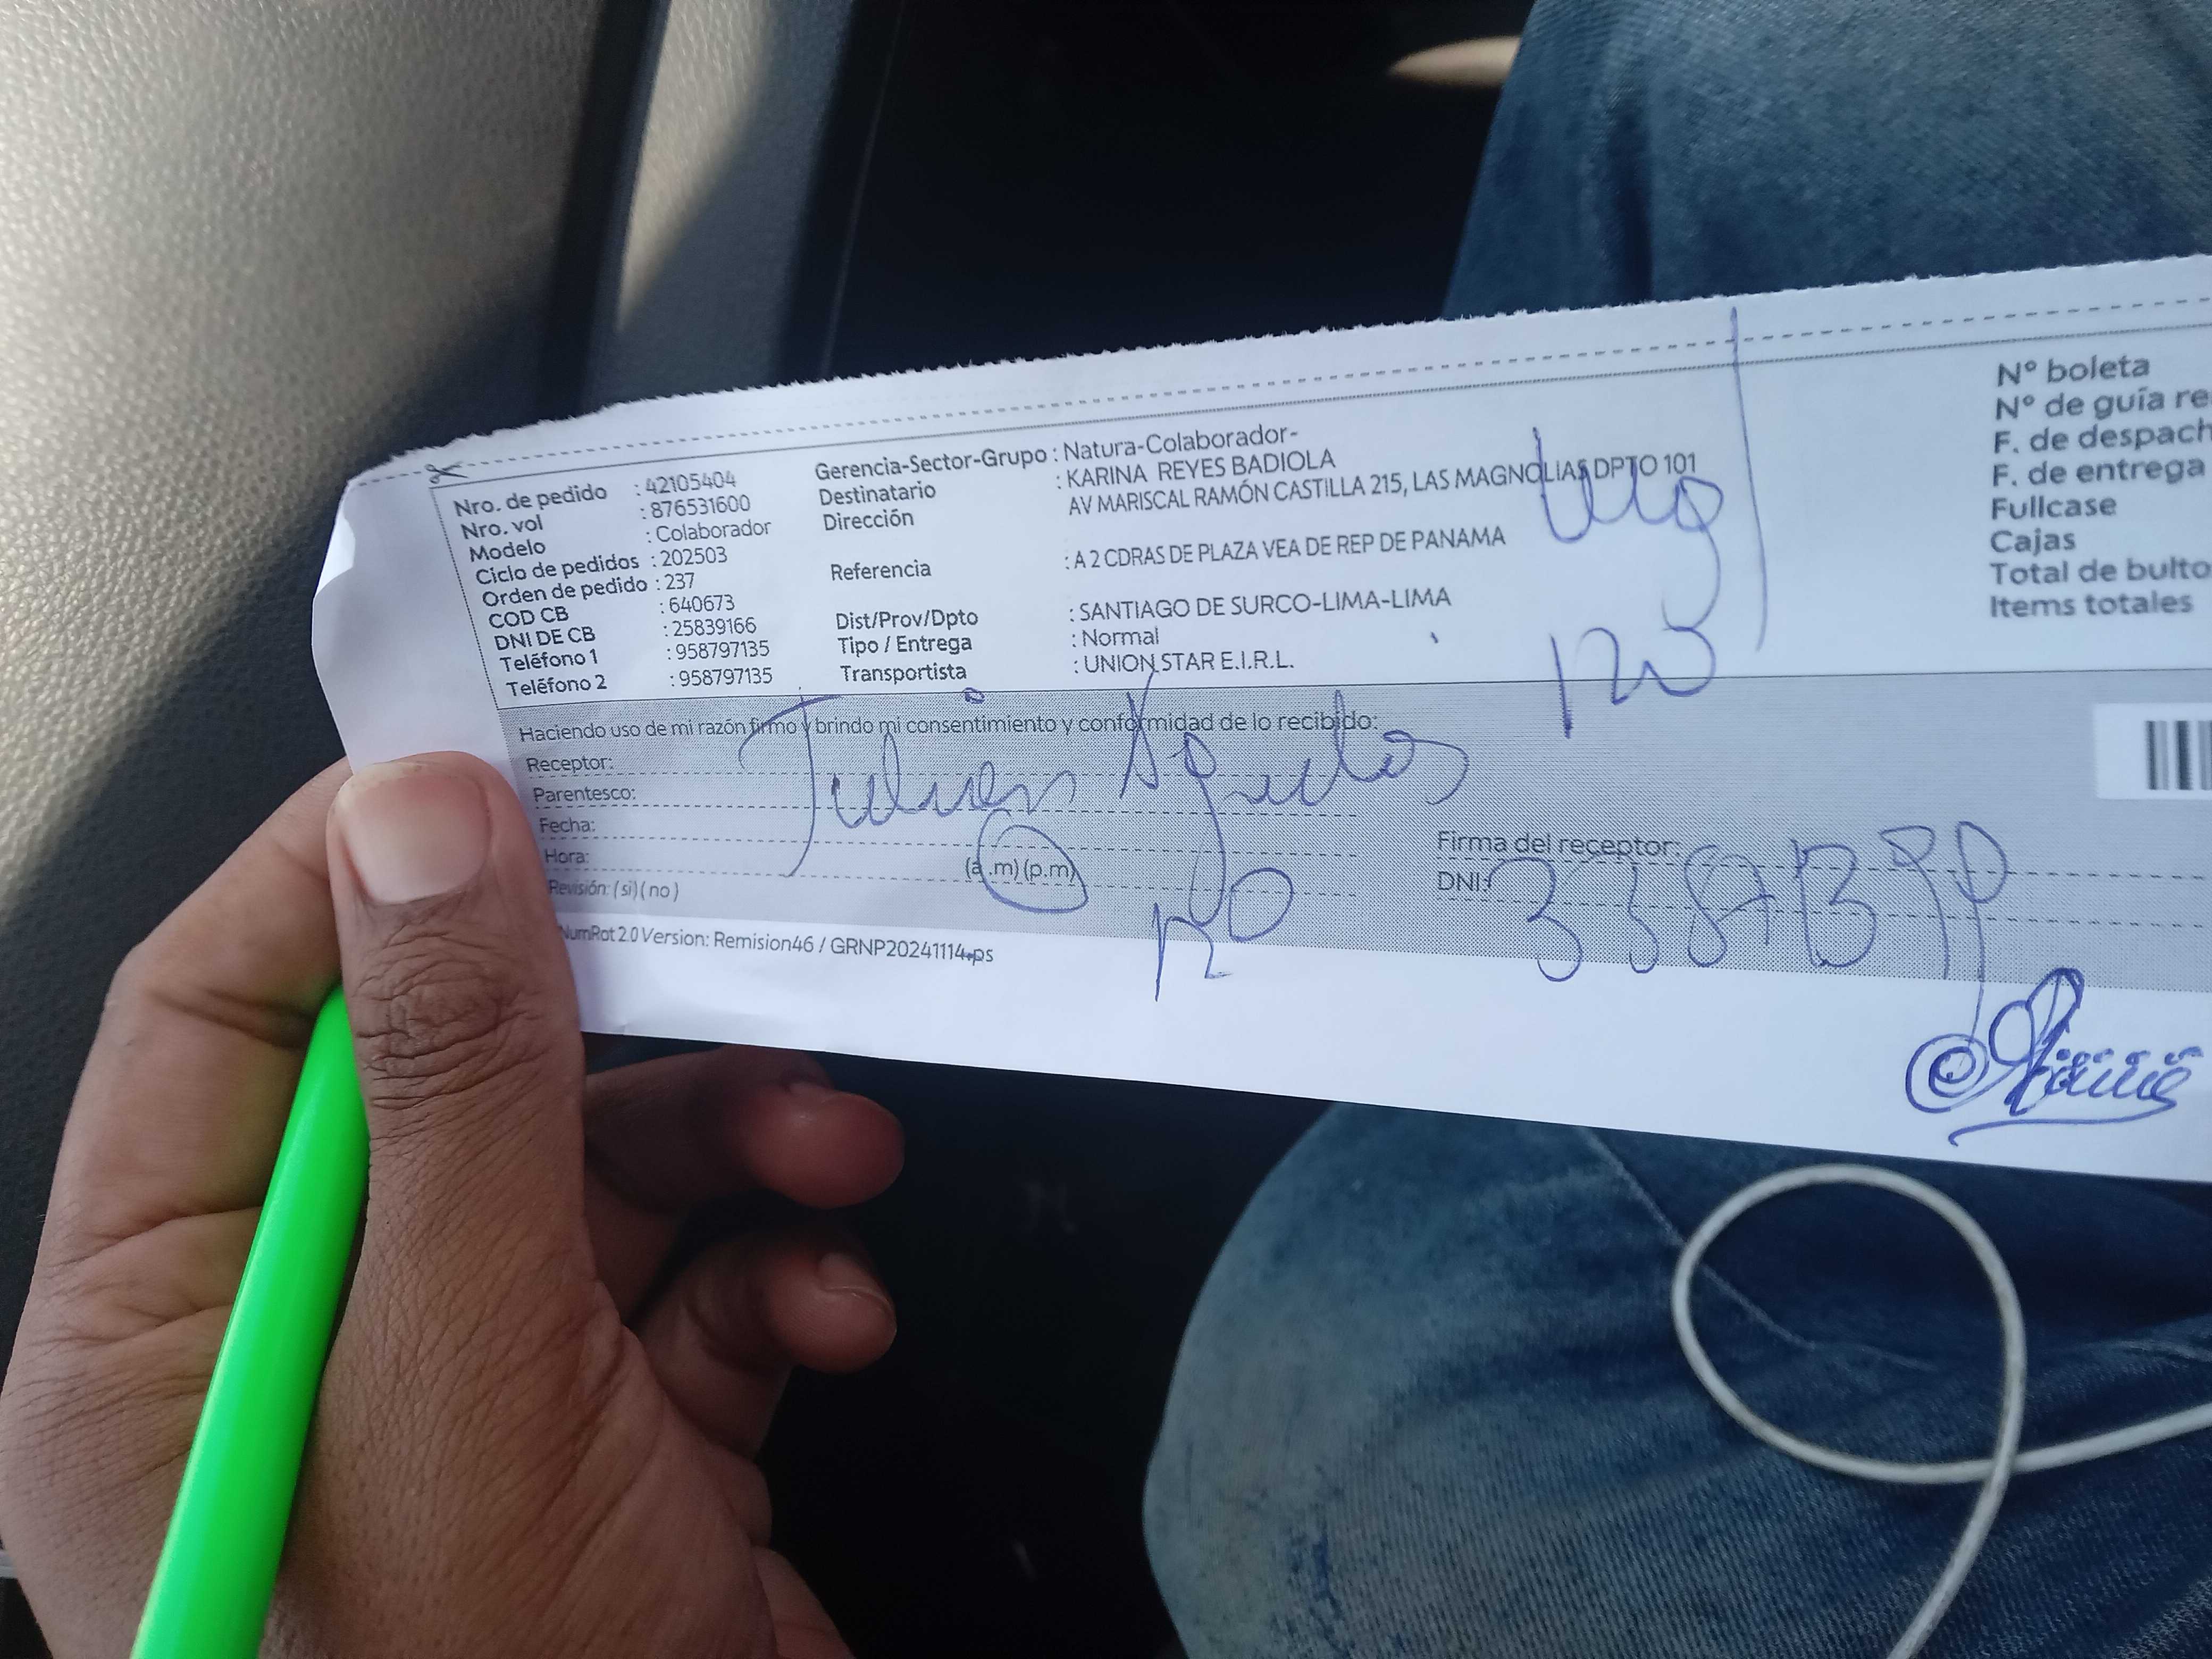 Nro. de pedido : 42105404
Nro. vol : 876531600
Modelo : Colaborador
Ciclo de pedidos : 202503
Orden de pedido : 237
COD CB : 640673
DNI DE CB : 25839166
Teléfono 1 : 958797135
Teléfono 2 : 958797135
Gerencia-Sector-Grupo : Natura-Colaborador-
Destinatario : KARINA REYES BADIOLA
Dirección AV MARISCAL RAMÓN CASTILLA 215, LAS MAGNOLIAS DPTO 101
Referencia : A 2 CDRAS DE PLAZA VEA DE REP DE PANAMA
Dist/Prov/Dpto : SANTIAGO DE SURCO-LIMA-LIMA
Tipo / Entrega : Normal
Transportista : UNION STAR E.I.R.L.
Nº boleta
Nº de guía re
F. de despach
F. de entrega
Fullcase
Cajas
Total de bulto
Items totales
Haciendo uso de mi razón firmo y brindo mi consentimiento y conformidad de lo recibido:
Receptor:
Parentesco:
Fecha:
Hora: (a.m) (p.m)
Revisión: (si) ( no )
Firma del receptor:
DNI:
NumRot 2.0 Version: Remision46 / GRNP20241114.ps